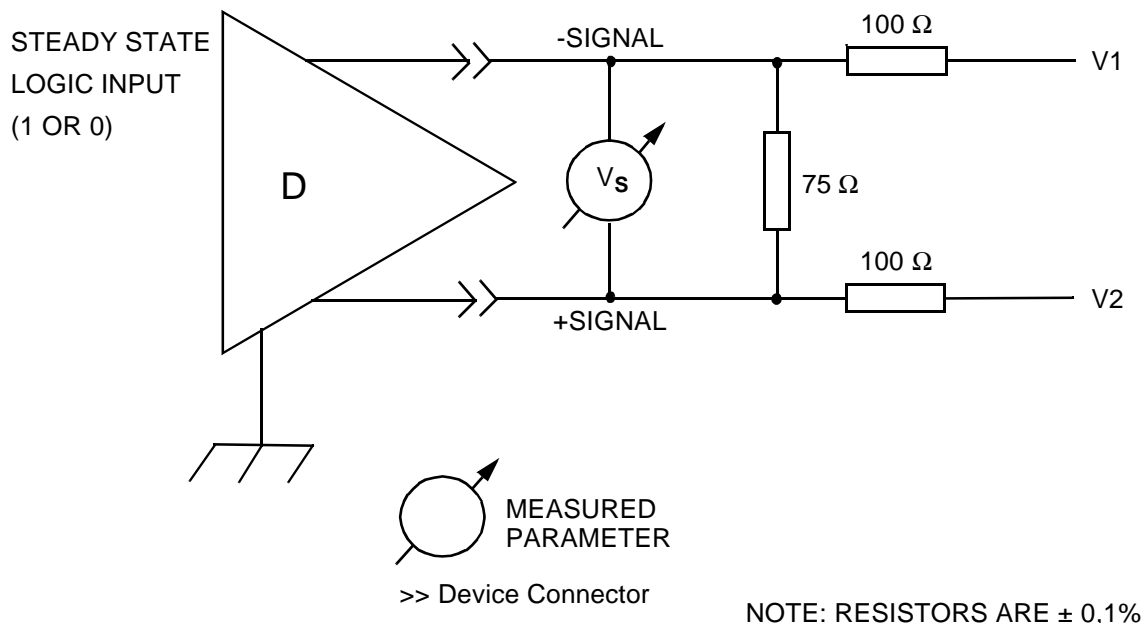 STEADY STATE
LOGIC INPUT
(1 OR 0)
D
-SIGNAL
100 Ω
V1
VS
75 Ω
100 Ω
V2
+SIGNAL
MEASURED
PARAMETER
>> Device Connector
NOTE: RESISTORS ARE ± 0,1%